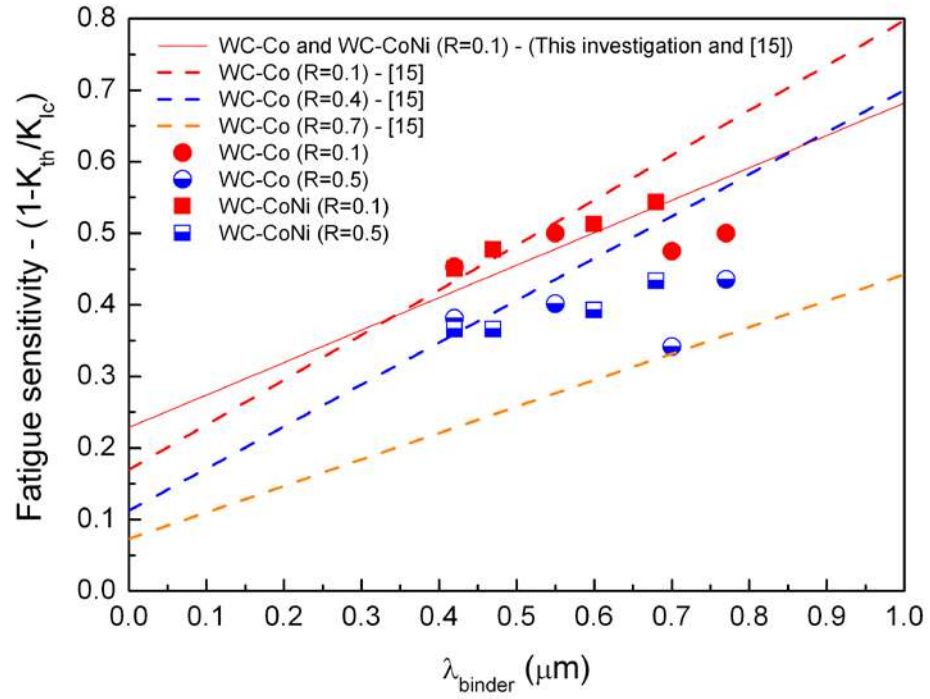 0.8
0.7
0.6
0.5
0.4
0.3
0.2
0.1
0.0
Fatigue sensitivity - (1-K_th/K_Ic)
WC-Co and WC-CoNi (R=0.1) - (This investigation and [15])
WC-Co (R=0.1) - [15]
WC-Co (R=0.4) - [15]
WC-Co (R=0.7) - [15]
WC-Co (R=0.1)
WC-Co (R=0.5)
WC-CoNi (R=0.1)
WC-CoNi (R=0.5)
0.0 0.1 0.2 0.3 0.4 0.5 0.6 0.7 0.8 0.9 1.0
λ_binder (μm)